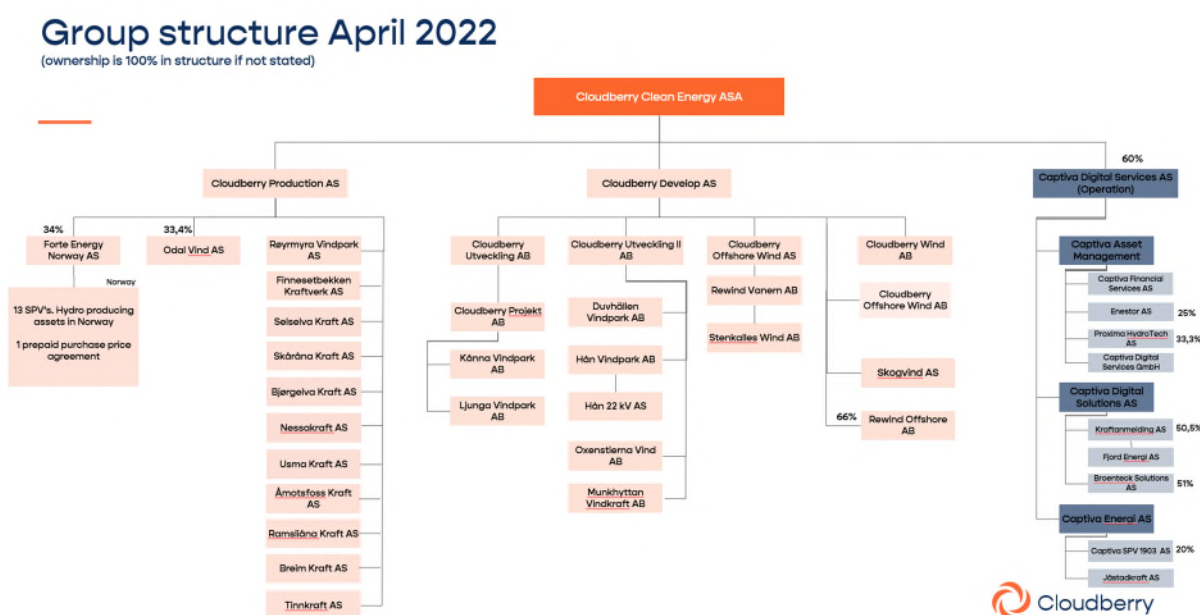 Group structure April 2022
(ownership is 100% in structure if not stated)
Cloudberry Clean Energy ASA
Cloudberry Production AS
34%
Forte Energy
Norway AS
Norway
13 SPV's. Hydro producing
assets in Norway
1 prepaid purchase price
agreement
33,4%
Odal Vind AS
Røyrmyra Vindpark
AS
Finnesetbekken
Kraftverk AS
Selselva Kraft AS
Skåråna Kraft AS
Bjørgelva Kraft AS
Nessakraft AS
Usma Kraft AS
Åmotsfoss Kraft
AS
Ramsliåna Kraft AS
Breim Kraft AS
Tinnkraft AS
Cloudberry Develop AS
Cloudberry
Utveckling AB
Cloudberry Projekt
AB
Kånna Vindpark
AB
Ljunga Vindpark
AB
Cloudberry Utveckling II
AB
Duvhällen
Vindpark AB
Hån Vindpark AB
Hån 22 kV AS
Oxenstierna Vind
AB
Munkhyttan
Vindkraft AB
Cloudberry
Offshore Wind AS
Rewind Vanern AB
Stenkalles Wind AB
Cloudberry Wind
AB
Cloudberry
Offshore Wind AB
Skogvind AS
66%
Rewind Offshore
AB
60%
Captiva Digital Services AS
(Operation)
Captiva Asset
Management
Captiva Financial
Services AS
Enestor AS
25%
Proxima HydroTech
AS
33,3%
Captiva Digital
Services GmbH
Captiva Digital
Solutions AS
Kraftanmelding AS
50,5%
Fjord Energi AS
Broenteck Solutions
AS
51%
Captiva Energi AS
Captiva SPV 1903 AS
20%
Jåstadkraft AS
Cloudberry